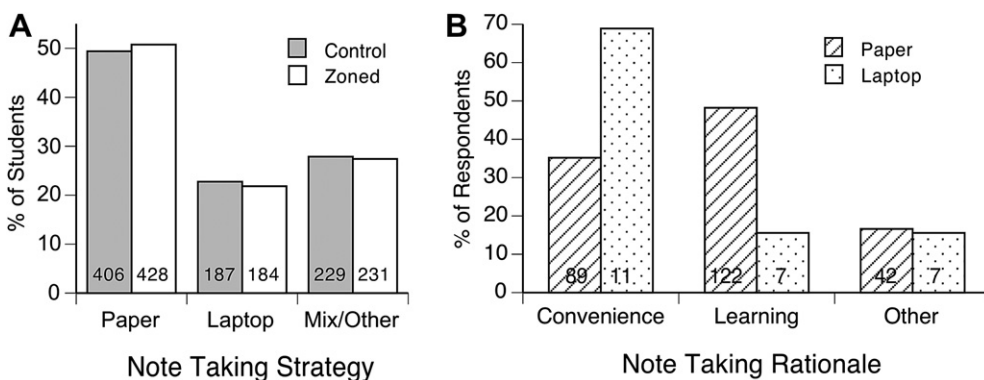 A
% of Students
50
40
30
20
10
0
Control
Zoned
406 428 187 184 229 231
Paper Laptop Mix/Other
Note Taking Strategy
B
% of Respondents
70
60
50
40
30
20
10
0
Paper
Laptop
89 11 122 7 42 7
Convenience Learning Other
Note Taking Rationale